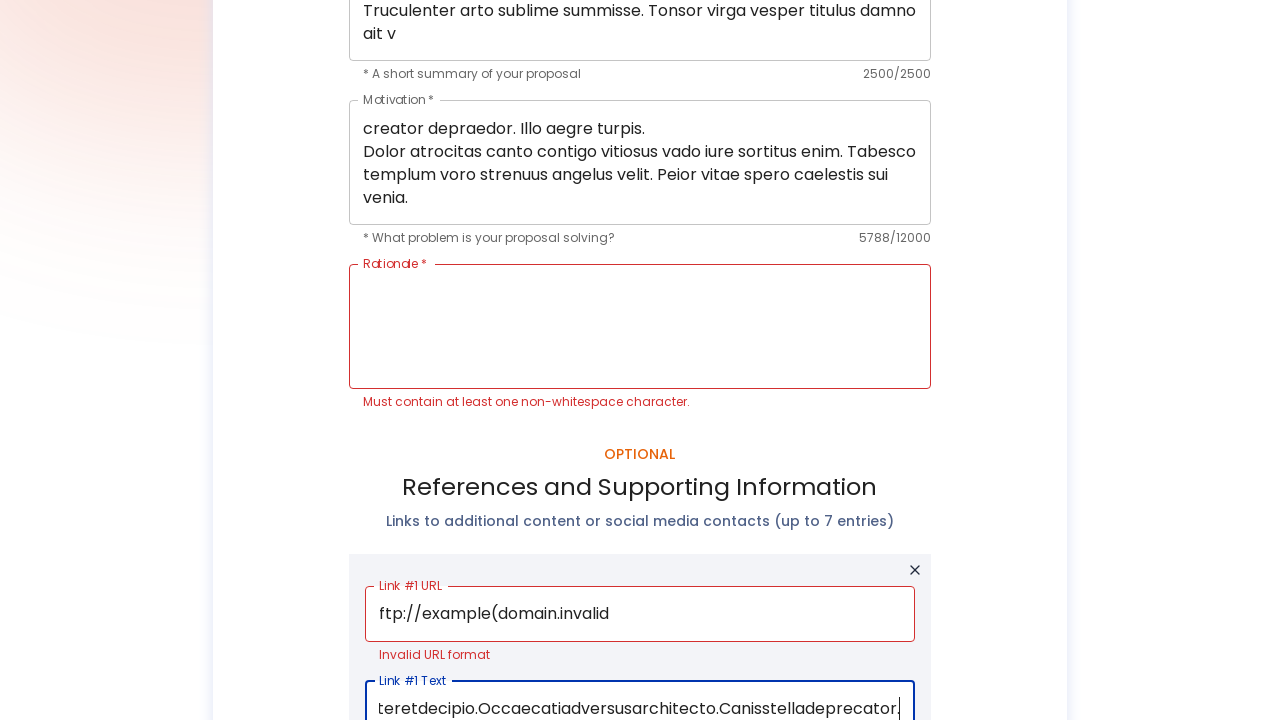 Truculenter arto sublime summisse. Tonsor virga vesper titulus damno
ait v
* A short summary of your proposal
2500/2500
Motivation *
creator depraedor. Illo aegre turpis.
Dolor atrocitas canto contigo vitiosus vado iure sortitus enim. Tabesco
templum voro strenuus angelus velit. Peior vitae spero caelestis sui
venia.
* What problem is your proposal solving?
5788/12000
Rationale *
Must contain at least one non-whitespace character.
OPTIONAL
References and Supporting Information
Links to additional content or social media contacts (up to 7 entries)
Link #1 URL
ftp://example(domain.invalid
Invalid URL format
Link #1 Text
teretdecipio.Occaecatiadversusarchitecto.Canisstelladeprecator.